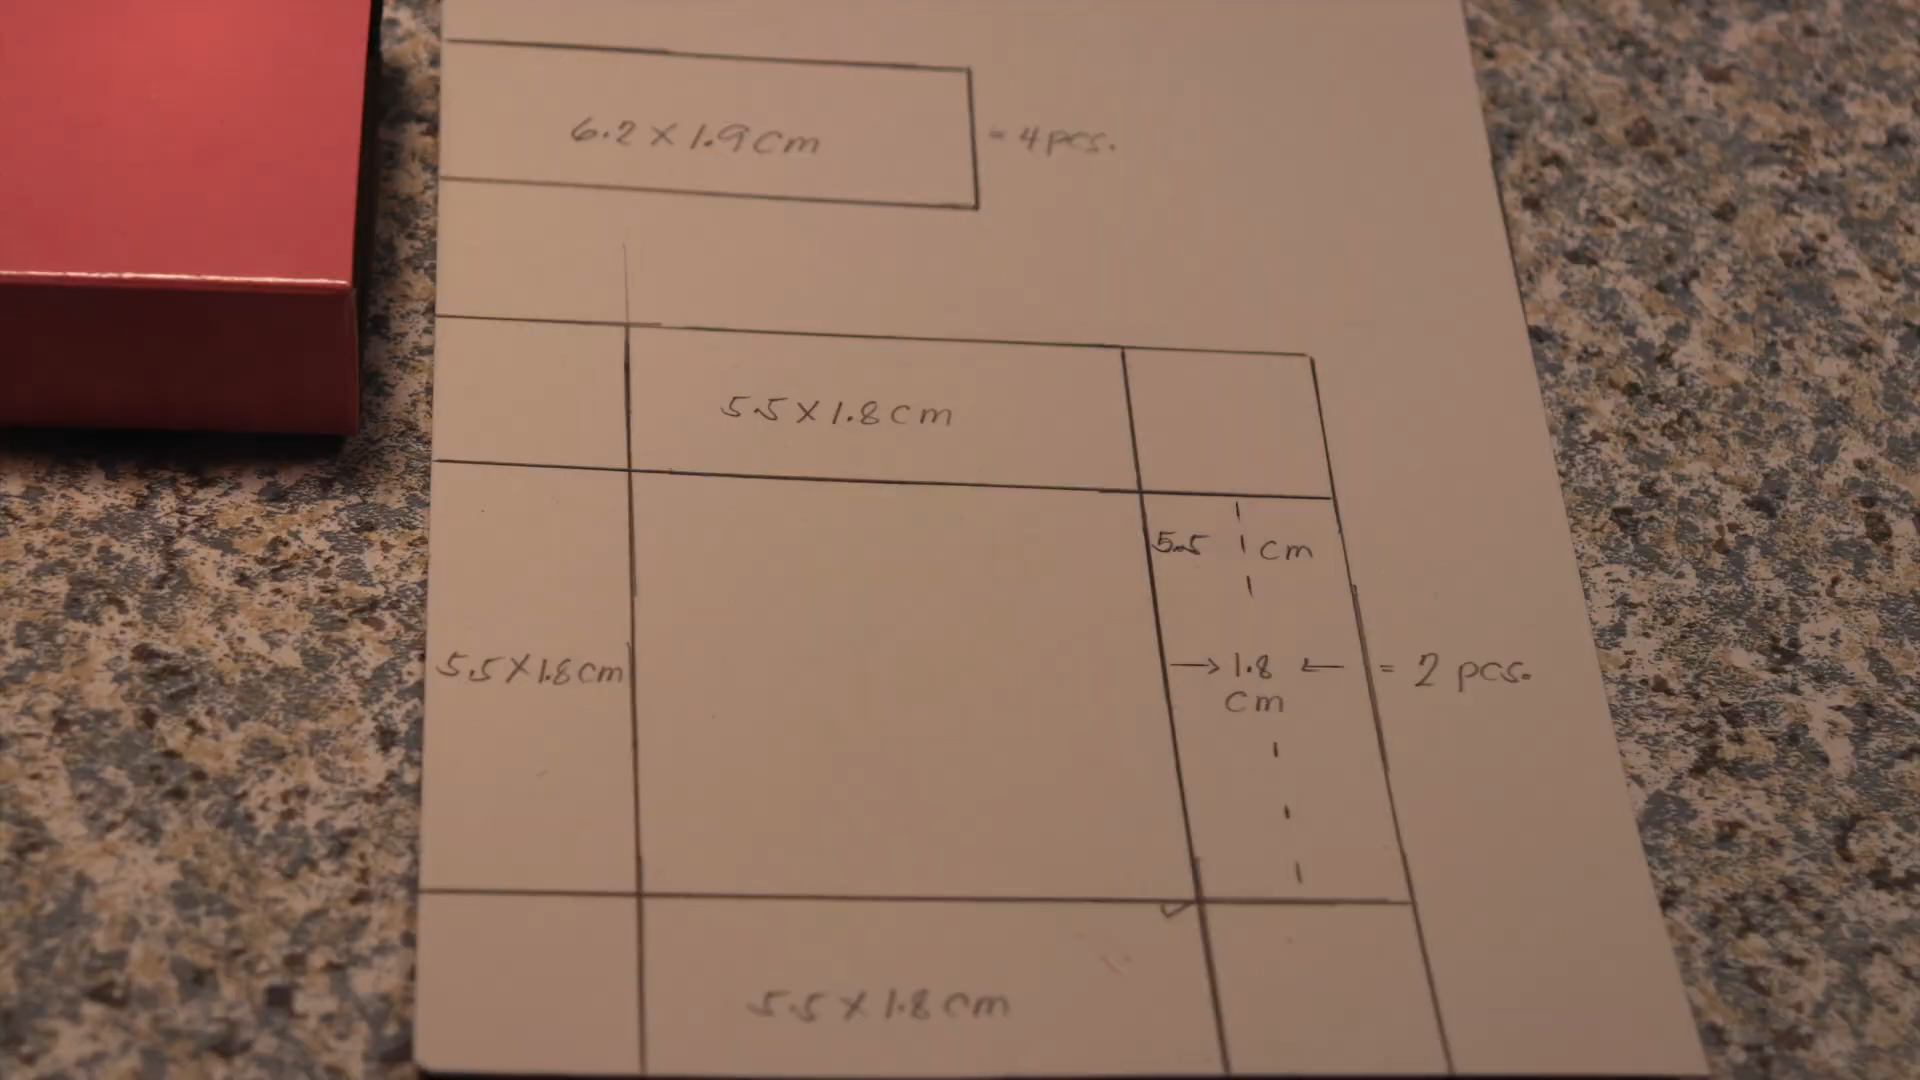 6.2 X 1.9 cm = 4 pcs.
5.5 X 1.8 cm
5.5 cm
5.5 X 1.8 cm
→ 1.8 ← = 2 pcs.
cm
5.5 X 1.8 cm